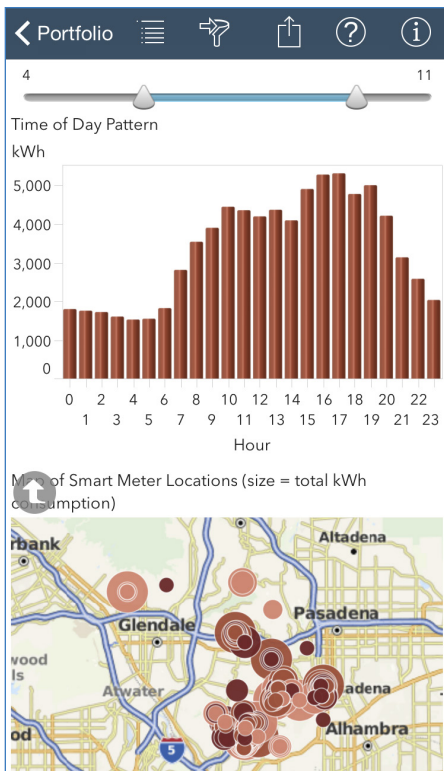 Portfolio
4 11
Time of Day Pattern
kWh
5,000
4,000
3,000
2,000
1,000
0
0 2 4 6 8 10 12 14 16 18 20 22
1 3 5 7 9 11 13 15 17 19 21 23
Hour
Map of Smart Meter Locations (size = total kWh
consumption)
rbank
Altadena
Glendale
Pasadena
wood
ls
Atwater
adena
od
Alhambra
5